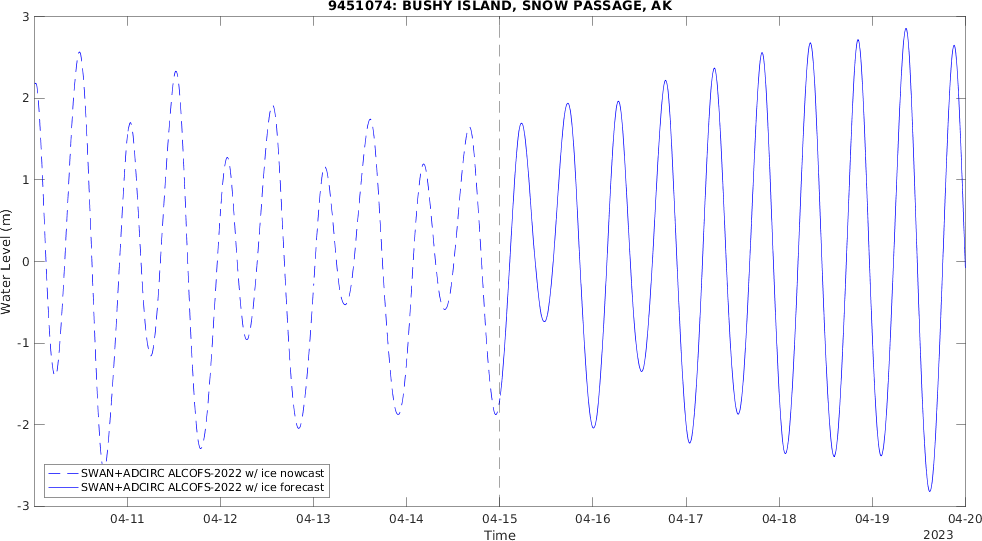 9451074: BUSHY ISLAND, SNOW PASSAGE, AK
3
2
1
0
-1
-2
-3
Water Level (m)
SWAN+ADCIRC ALCOFS-2022 w/ ice nowcast
SWAN+ADCIRC ALCOFS-2022 w/ ice forecast
04-11 04-12 04-13 04-14 04-15 04-16 04-17 04-18 04-19 04-20
Time
2023